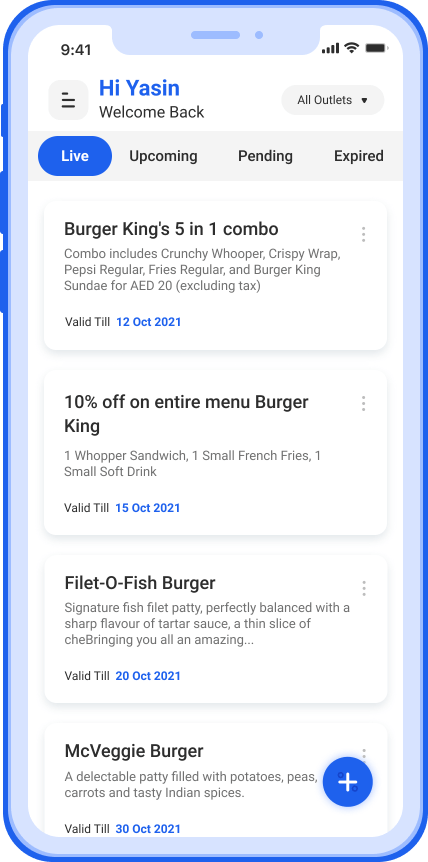 9:41
Hi Yasin
Welcome Back
All Outlets
Live Upcoming Pending Expired
Burger King's 5 in 1 combo
Combo includes Crunchy Whooper, Crispy Wrap,
Pepsi Regular, Fries Regular, and Burger King
Sundae for AED 20 (excluding tax)
Valid Till 12 Oct 2021
10% off on entire menu Burger
King
1 Whopper Sandwich, 1 Small French Fries, 1
Small Soft Drink
Valid Till 15 Oct 2021
Filet-O-Fish Burger
Signature fish filet patty, perfectly balanced with a
sharp flavour of tartar sauce, a thin slice of
cheBringing you all an amazing...
Valid Till 20 Oct 2021
McVeggie Burger
A delectable patty filled with potatoes, peas,
carrots and tasty Indian spices.
Valid Till 30 Oct 2021